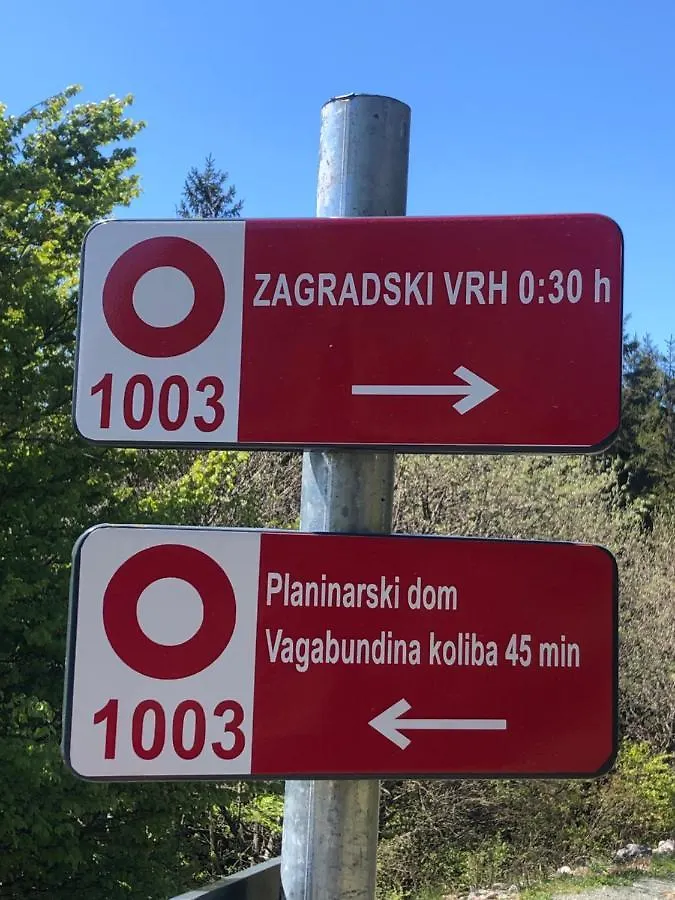 ZAGRADSKI VRH 0:30 h
1003
Planinarski dom
Vagabundina koliba 45 min
1003